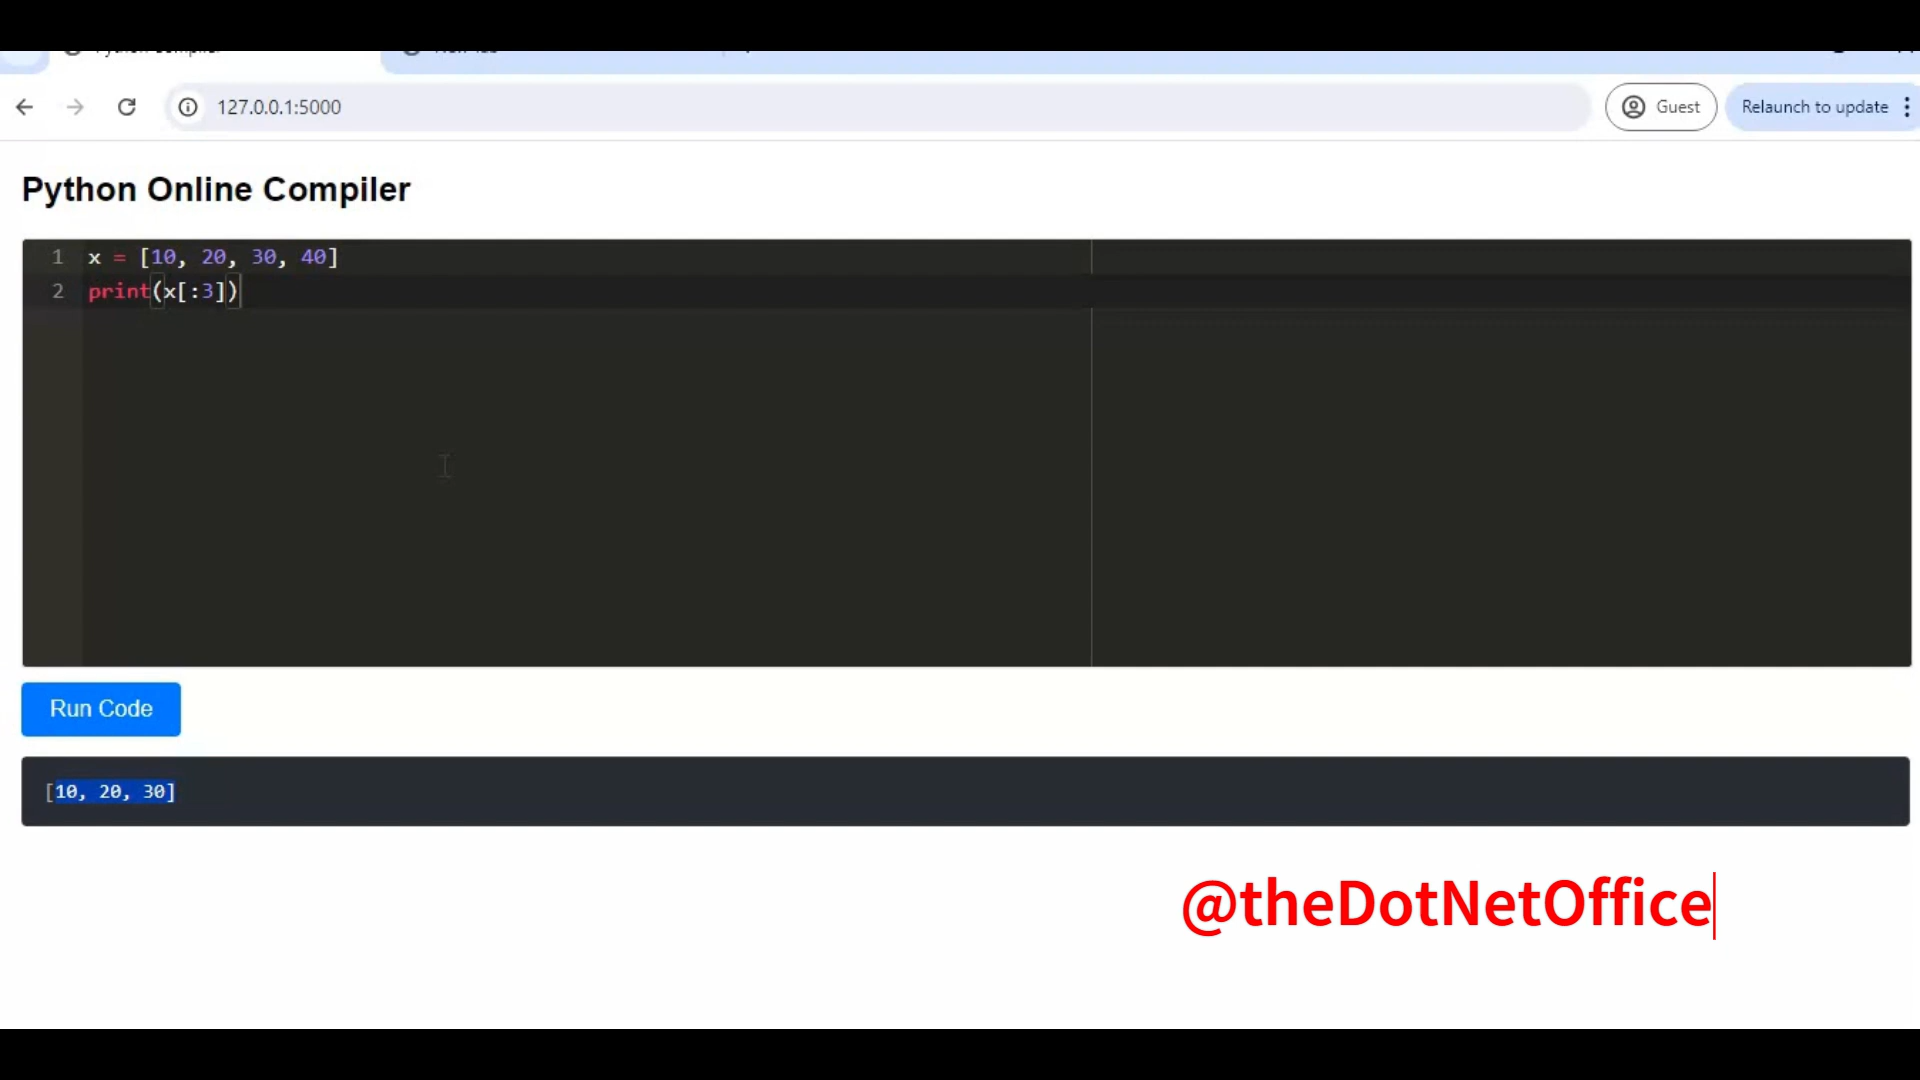 127.0.0.1:5000
Guest
Relaunch to update
Python Online Compiler
1 x = [10, 20, 30, 40]
2 print(x[:3])
Run Code
[10, 20, 30]
@theDotNetOffice